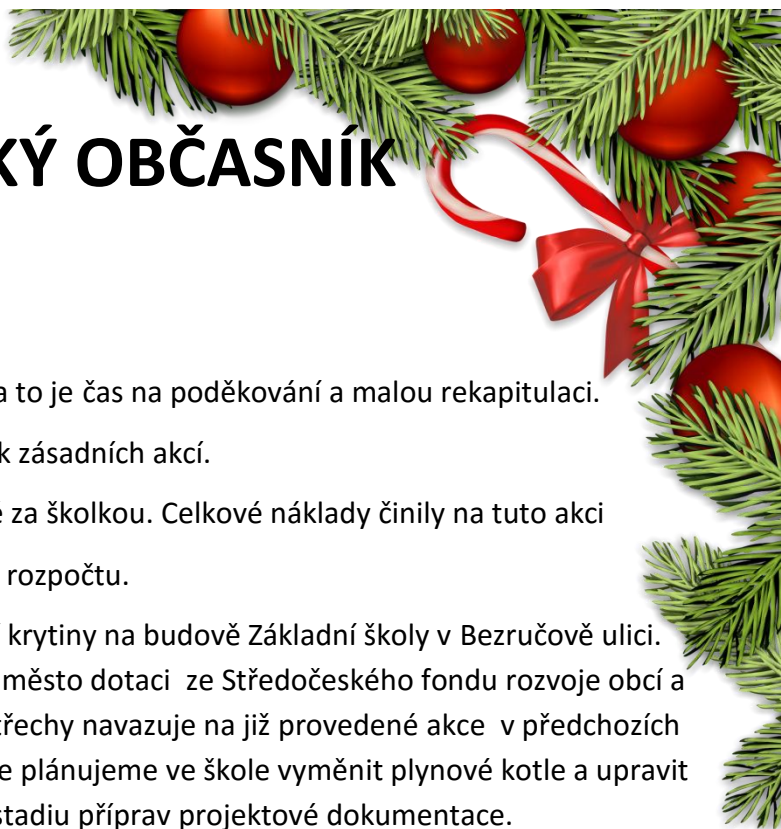 KÝ OBČASNÍK
a to je čas na poděkování a malou rekapitulaci.
k zásadních akcí.
za školkou. Celkové náklady činily na tuto akci
rozpočtu.
krytiny na budově Základní školy v Bezručově ulici.
město dotaci ze Středočeského fondu rozvoje obcí a
střechy navazuje na již provedené akce v předchozích
e plánujeme ve škole vyměnit plynové kotle a upravit
stadiu příprav projektové dokumentace.